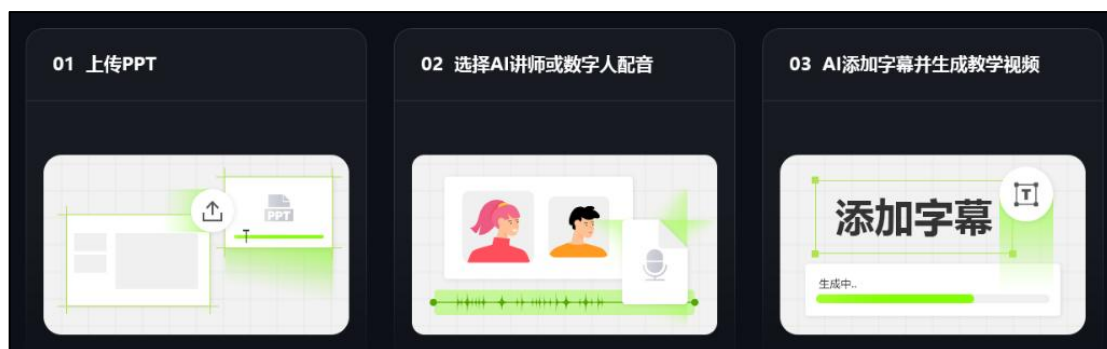 01 上传PPT
02 选择AI讲师或数字人配音
03 AI添加字幕并生成教学视频
PPT
T
T
添加字幕
生成中..